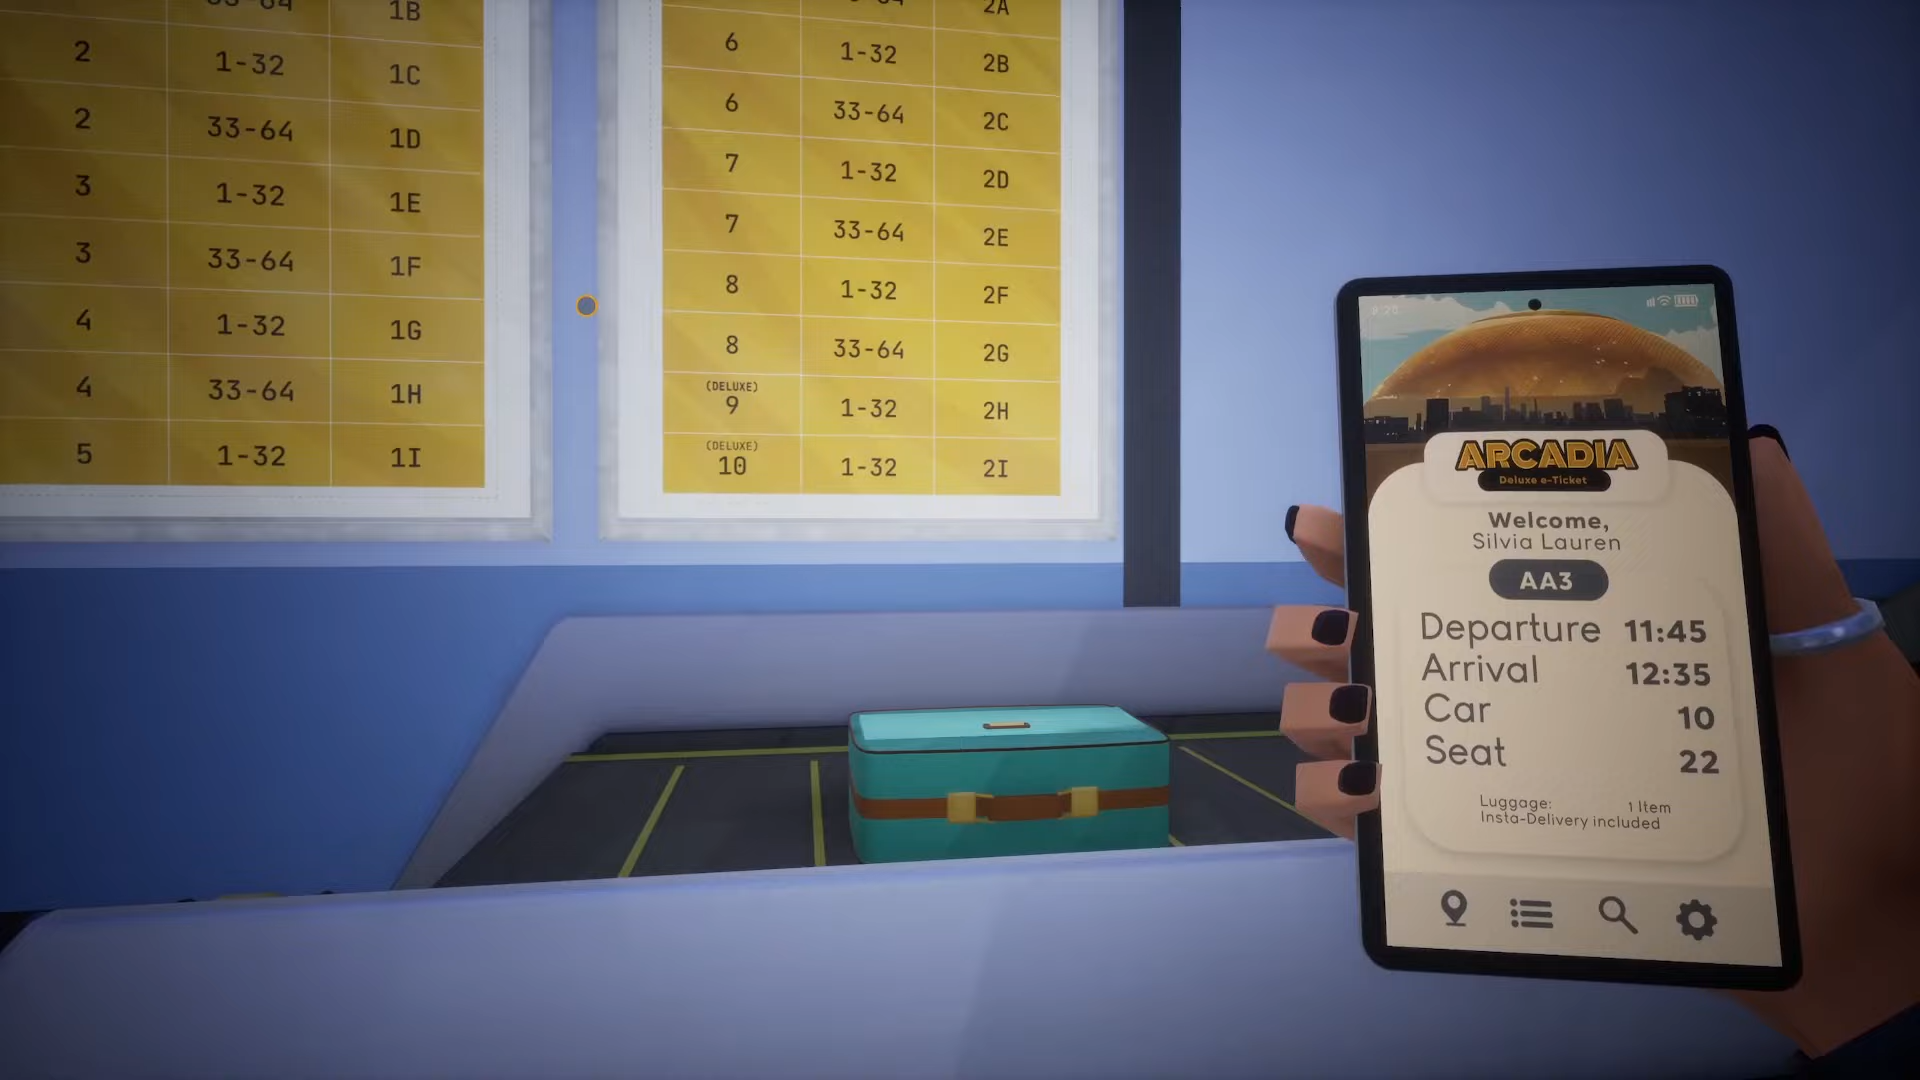 33-64 1B
2 1-32 1C
2 33-64 1D
3 1-32 1E
3 33-64 1F
4 1-32 1G
4 33-64 1H
5 1-32 1I
2A
6 1-32 2B
6 33-64 2C
7 1-32 2D
7 33-64 2E
8 1-32 2F
8 33-64 2G
(DELUXE)
9 1-32 2H
(DELUXE)
10 1-32 2I
ARCADIA
Deluxe e-Ticket
Welcome,
Silvia Lauren
AA3
Departure 11:45
Arrival 12:35
Car 10
Seat 22
Luggage: 1 Item
Insta-Delivery included